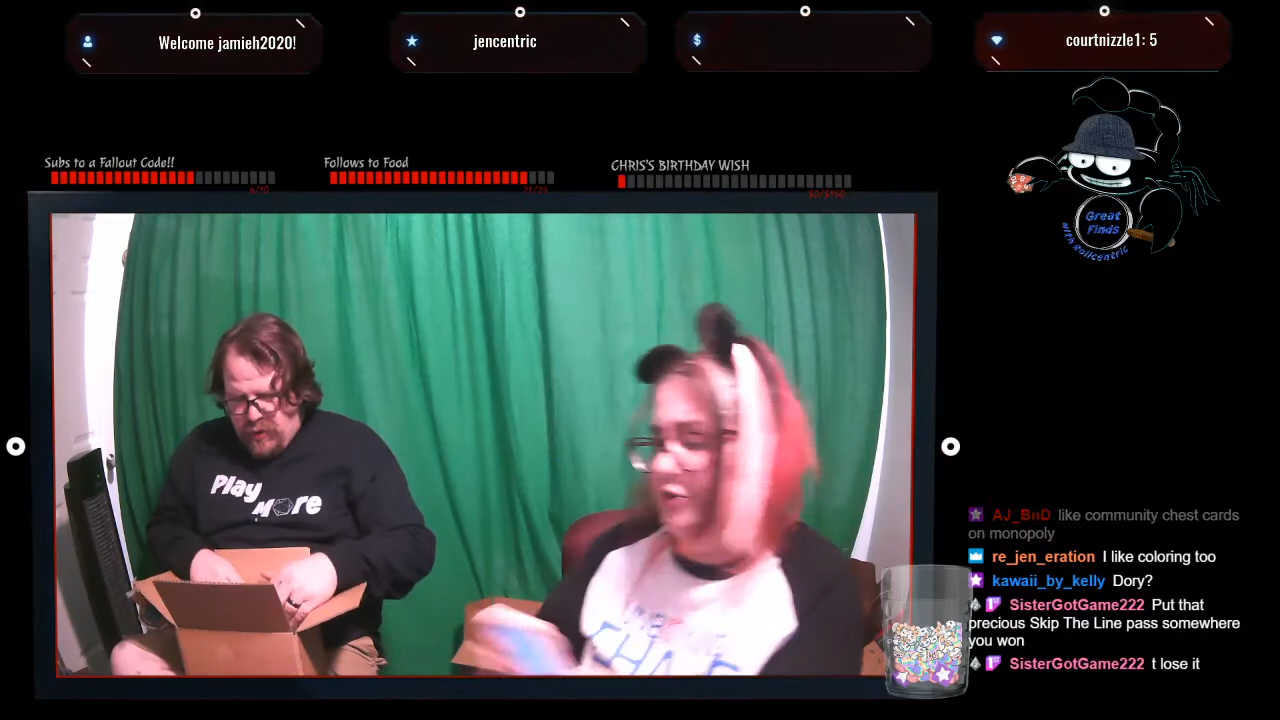 Welcome jamieh2020!
jencentric
$
courtnizzle1: 5
Subs to a Fallout Code!!
Follows to Food
CHRIS'S BIRTHDAY WISH
Great
Finds
with Rollcentric
Play
More
AJ_BnD like community chest cards
on monopoly
re_jen_eration I like coloring too
kawaii_by_kelly Dory?
SisterGotGame222 Put that
precious Skip The Line pass somewhere
you won
SisterGotGame222 t lose it